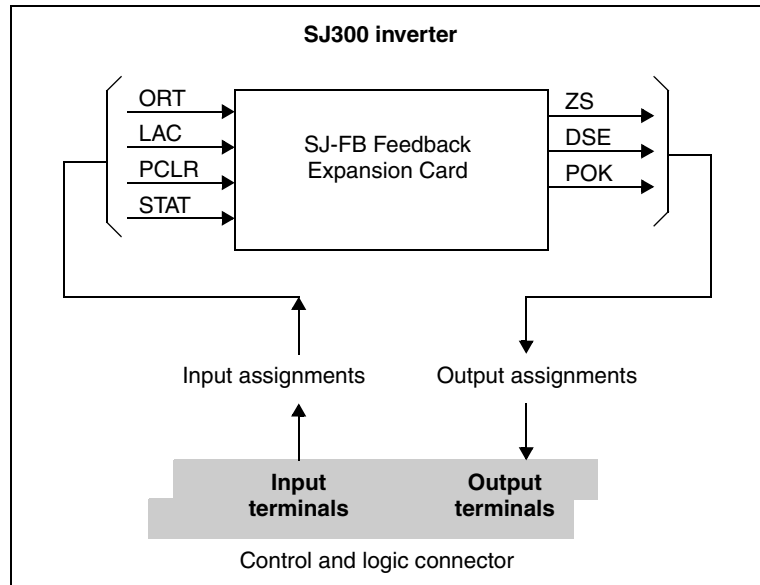 SJ300 inverter
ORT
LAC
PCLR
STAT
SJ-FB Feedback
Expansion Card
ZS
DSE
POK
Input assignments
Output assignments
Input
terminals
Output
terminals
Control and logic connector